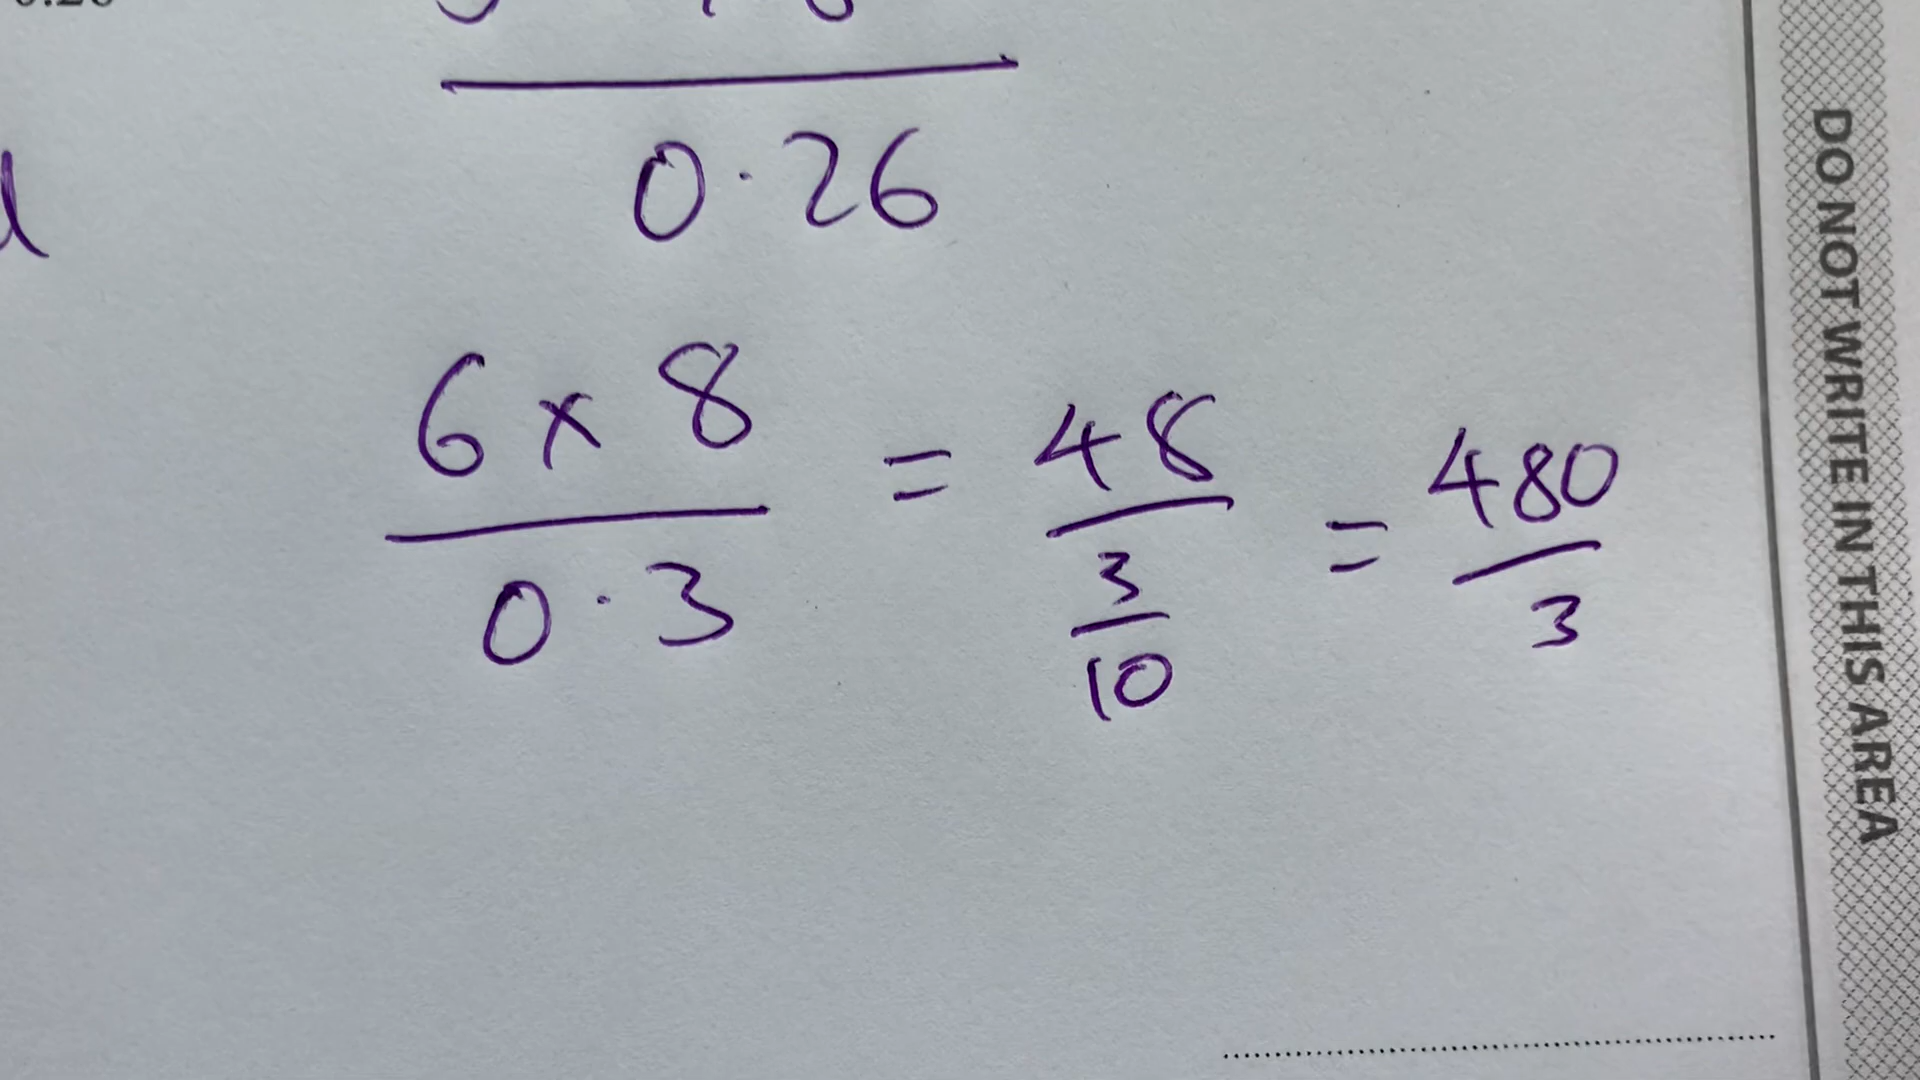 0.26
6 × 8 = 48 = 480
0.3 3 3
10
DO NOT WRITE IN THIS AREA